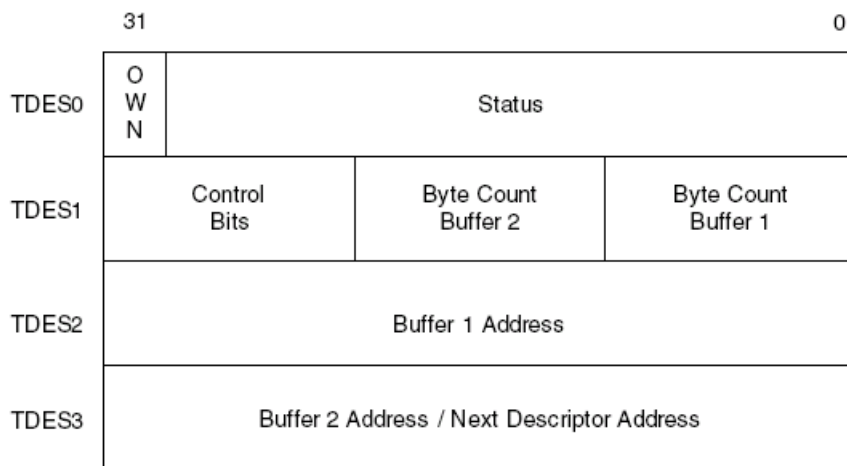 31 0
TDES0
O
W
N
Status
TDES1
Control
Bits
Byte Count
Buffer 2
Byte Count
Buffer 1
TDES2
Buffer 1 Address
TDES3
Buffer 2 Address / Next Descriptor Address